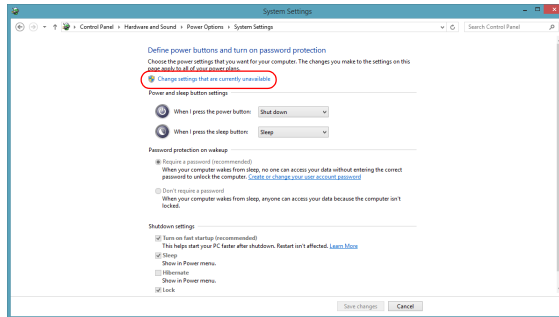 System Settings
Control Panel Hardware and Sound Power Options System Settings
Search Control Panel
Define power buttons and turn on password protection
Choose the power settings that you want for your computer. The changes you make to the settings on this
page apply to all of your power plans.
Change settings that are currently unavailable
Power and sleep button settings
When I press the power button: Shut down
When I press the sleep button: Sleep
Password protection on wakeup
Require a password (recommended)
When your computer wakes from sleep, no one can access your data without entering the correct
password to unlock the computer. Create or change your user account password
Don't require a password
When your computer wakes from sleep, anyone can access your data because the computer isn't
locked.
Shutdown settings
Turn on fast startup (recommended)
This helps start your PC faster after shutdown. Restart isn't affected. Learn More
Sleep
Show in Power menu.
Hibernate
Show in Power menu.
Lock
Save changes Cancel